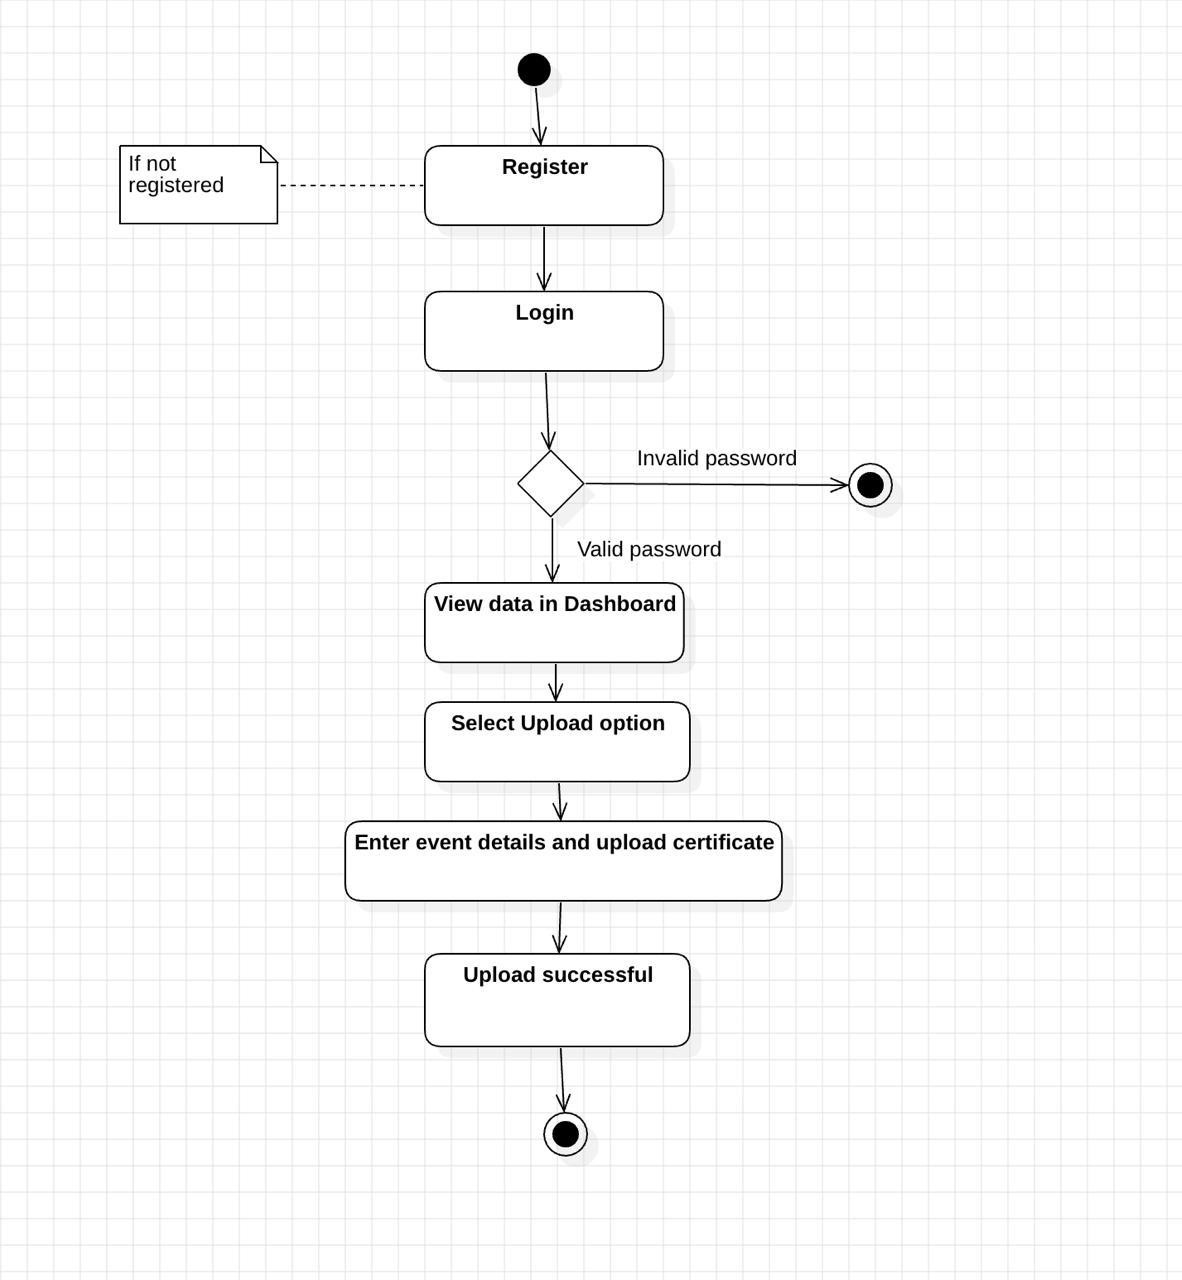 If not
registered
Register
Login
Invalid password
Valid password
View data in Dashboard
Select Upload option
Enter event details and upload certificate
Upload successful